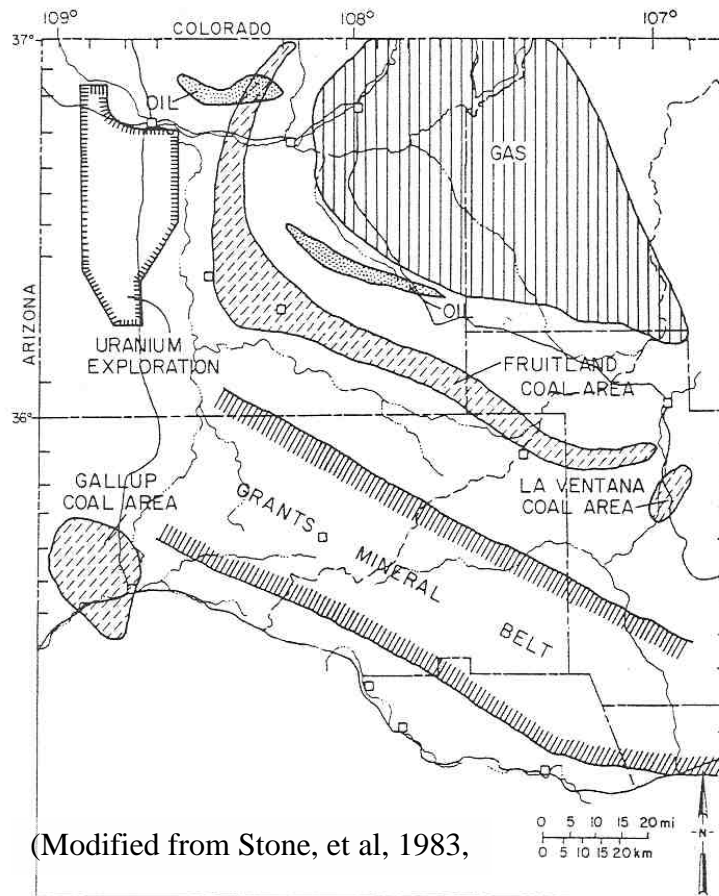 109° 108° 107°
COLORADO
37°
OIL
GAS
ARIZONA
OIL
URANIUM
EXPLORATION
FRUITLAND
COAL AREA
36°
GALLUP
COAL AREA
LA VENTANA
COAL AREA
GRANTS
MINERAL
BELT
0 5 10 15 20 mi
0 5 10 15 20 km
-N-
(Modified from Stone, et al, 1983,